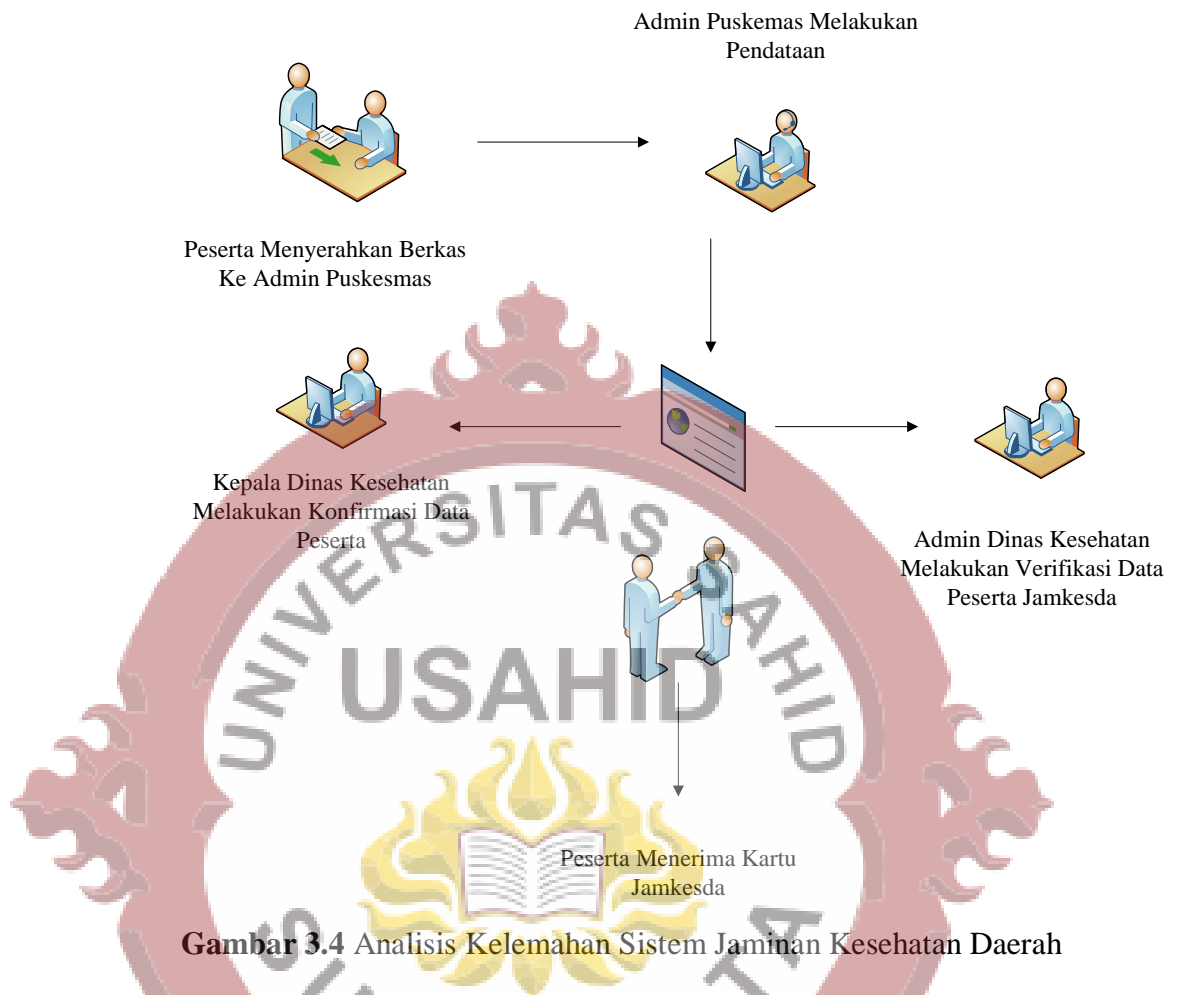 Admin Puskemas Melakukan
Pendataan
Peserta Menyerahkan Berkas
Ke Admin Puskesmas
Kepala Dinas Kesehatan
Melakukan Konfirmasi Data
Peserta
Admin Dinas Kesehatan
Melakukan Verifikasi Data
Peserta Jamkesda
UNIVERSITAS SAHID
USAHID
Peserta Menerima Kartu
Jamkesda
Gambar 3.4 Analisis Kelemahan Sistem Jaminan Kesehatan Daerah